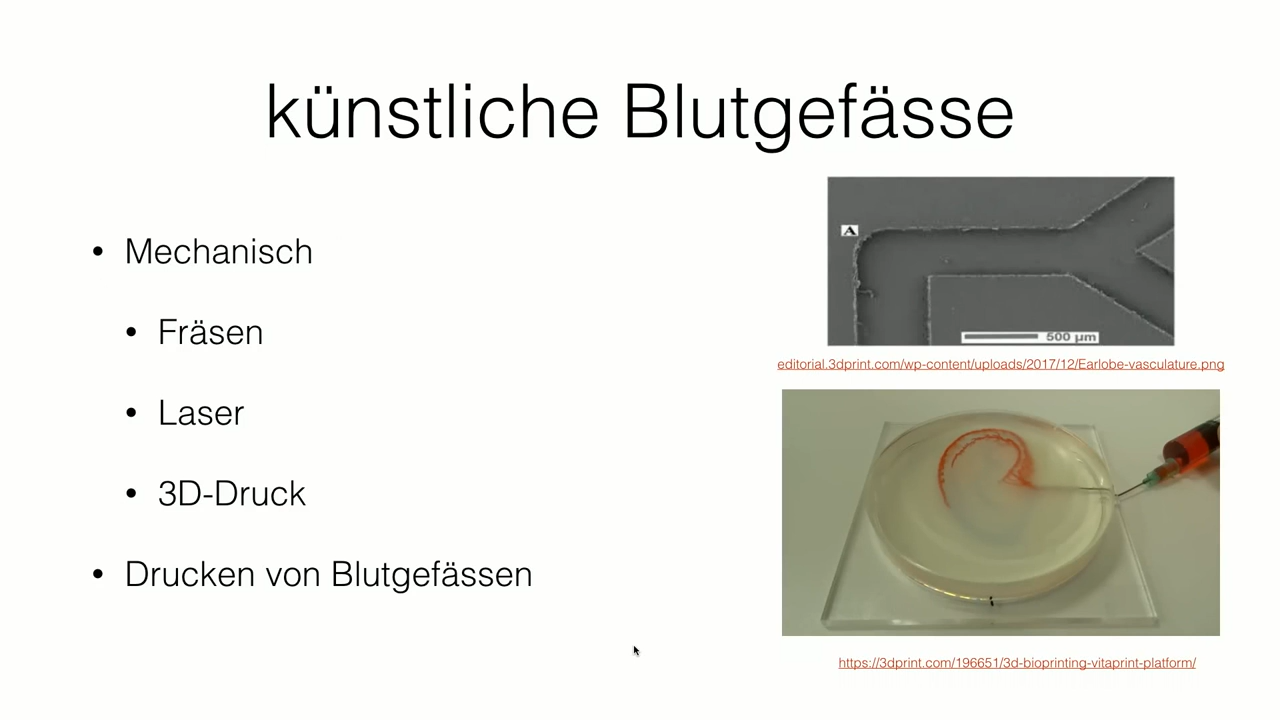 künstliche Blutgefässe
• Mechanisch
• Fräsen
• Laser
• 3D-Druck
• Drucken von Blutgefässen
A
500 µm
editorial.3dprint.com/wp-content/uploads/2017/12/Earlobe-vasculature.png
https://3dprint.com/196651/3d-bioprinting-vitaprint-platform/